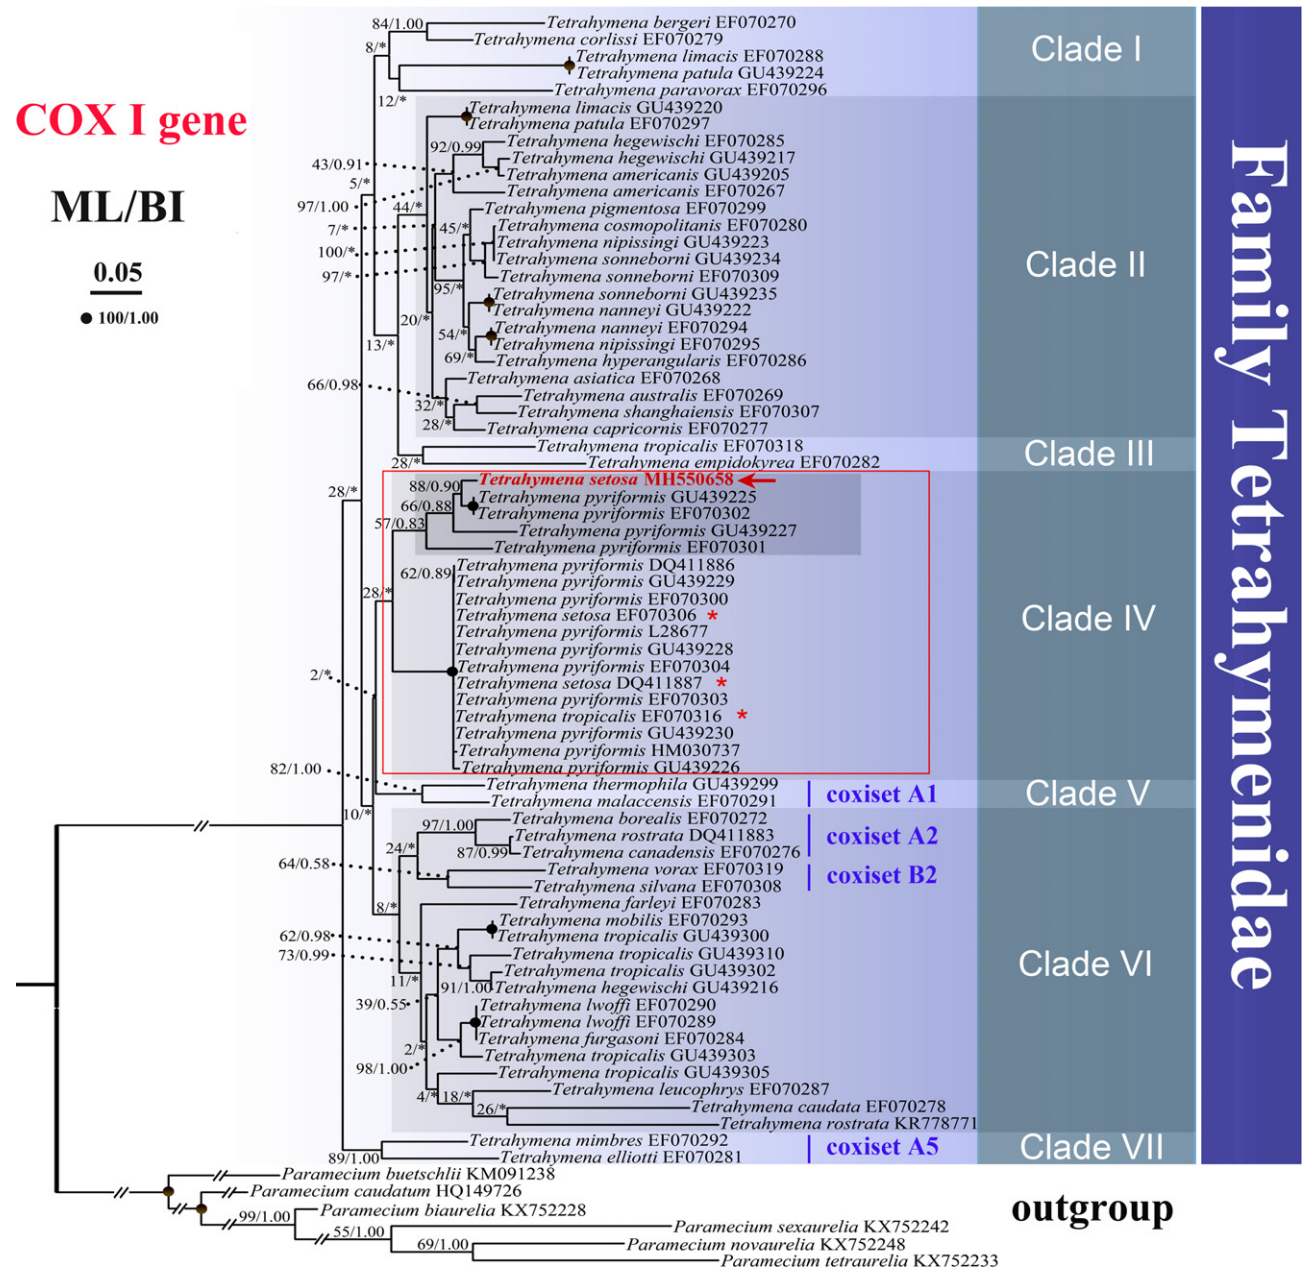 COX I gene
ML/BI
0.05
100/1.00
84/1.00
Tetrahymena bergeri EF070270
Tetrahymena corlissi EF070279
8/*
Tetrahymena limacis EF070288
Tetrahymena patula GU439224
Tetrahymena paravorax EF070296
12/*
Clade I
Tetrahymena limacis GU439220
Tetrahymena patula EF070297
92/0.99
Tetrahymena hegewischi EF070285
43/0.91
Tetrahymena hegewischi GU439217
Tetrahymena americanis GU439205
5/*
Tetrahymena americanis EF070267
97/1.00
44/*
Tetrahymena pigmentosa EF070299
7/*
45/*
Tetrahymena cosmopolitanis EF070280
Tetrahymena nipissingi GU439223
100/*
Tetrahymena sonneborni GU439234
97/*
Tetrahymena sonneborni EF070309
95/*
Tetrahymena sonneborni GU439235
Tetrahymena nanneyi GU439222
20/*
Tetrahymena nanneyi EF070294
54/*
Tetrahymena nipissingi EF070295
13/*
69/*
Tetrahymena hyperangularis EF070286
Tetrahymena asiatica EF070268
66/0.98
Tetrahymena australis EF070269
32/*
Tetrahymena shanghaiensis EF070307
28/*
Tetrahymena capricornis EF070277
Clade II
Tetrahymena tropicalis EF070318
28/*
Tetrahymena empidokyrea EF070282
Clade III
28/*
88/0.90
Tetrahymena setosa MH550658
66/0.88
Tetrahymena pyriformis GU439225
Tetrahymena pyriformis EF070302
57/0.83
Tetrahymena pyriformis GU439227
Tetrahymena pyriformis EF070301
Tetrahymena pyriformis DQ411886
62/0.89
Tetrahymena pyriformis GU439229
28/*
Tetrahymena pyriformis EF070300
Tetrahymena setosa EF070306 *
Tetrahymena pyriformis L28677
Tetrahymena pyriformis GU439228
Tetrahymena pyriformis EF070304
Tetrahymena setosa DQ411887 *
Tetrahymena pyriformis EF070303
Tetrahymena tropicalis EF070316 *
Tetrahymena pyriformis GU439230
Tetrahymena pyriformis HM030737
Tetrahymena pyriformis GU439226
Clade IV
2/*
82/1.00
Tetrahymena thermophila GU439299
Tetrahymena malaccensis EF070291
coxiset A1
Clade V
10/*
Tetrahymena borealis EF070272
97/1.00
Tetrahymena rostrata DQ411883
87/0.99
Tetrahymena canadensis EF070276
coxiset A2
24/*
64/0.58
Tetrahymena vorax EF070319
Tetrahymena silvana EF070308
coxiset B2
8/*
Tetrahymena farleyi EF070283
Tetrahymena mobilis EF070293
62/0.98
Tetrahymena tropicalis GU439300
73/0.99
Tetrahymena tropicalis GU439310
Tetrahymena tropicalis GU439302
11/*
91/1.00
Tetrahymena hegewischi GU439216
39/0.55
Tetrahymena lwoffi EF070290
Tetrahymena lwoffi EF070289
Tetrahymena furgasoni EF070284
2/*
Tetrahymena tropicalis GU439303
98/1.00
Tetrahymena tropicalis GU439305
4/*
18/*
Tetrahymena leucophrys EF070287
26/*
Tetrahymena caudata EF070278
Tetrahymena rostrata KR778771
Clade VI
Tetrahymena mimbres EF070292
89/1.00
Tetrahymena elliotti EF070281
coxiset A5
Clade VII
Family Tetrahymenidae
Paramecium buetschlii KM091238
Paramecium caudatum HQ149726
Paramecium biaurelia KX752228
99/1.00
Paramecium sexaurelia KX752242
55/1.00
Paramecium novaurelia KX752248
69/1.00
Paramecium tetraurelia KX752233
outgroup